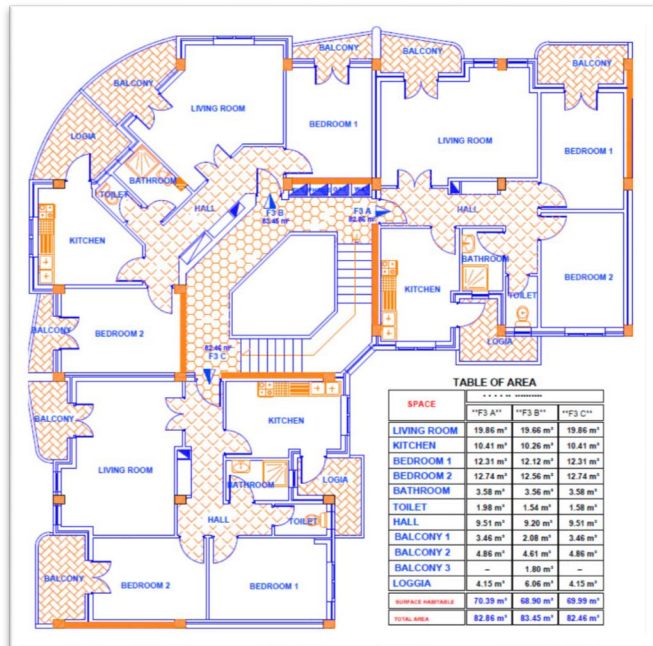 BALCONY
BALCONY
BALCONY
BALCONY
LIVING ROOM
BEDROOM 1
LIVING ROOM
BEDROOM 1
LOGIA
BATHROOM
TOILET
HALL
F3 B
83.45 m²
F3 A
82.86 m²
HALL
KITCHEN
BATHROOM
KITCHEN
BEDROOM 2
TOILET
BALCONY
BEDROOM 2
LOGIA
82.46 m²
F3 C
BALCONY
KITCHEN
LIVING ROOM
BATHROOM
LOGIA
HALL
TOILET
BALCONY
BEDROOM 2
BEDROOM 1
TABLE OF AREA
SPACE
"F3 A" "F3 B" "F3 C"
LIVING ROOM 19.86 m² 19.66 m² 19.86 m²
KITCHEN 10.41 m² 10.26 m² 10.41 m²
BEDROOM 1 12.31 m² 12.12 m² 12.31 m²
BEDROOM 2 12.74 m² 12.56 m² 12.74 m²
BATHROOM 3.58 m² 3.56 m² 3.58 m²
TOILET 1.98 m² 1.54 m² 1.58 m²
HALL 9.51 m² 9.20 m² 9.51 m²
BALCONY 1 3.46 m² 2.08 m² 3.46 m²
BALCONY 2 4.86 m² 4.61 m² 4.86 m²
BALCONY 3 – 1.80 m² –
LOGGIA 4.15 m² 6.06 m² 4.15 m²
SURFACE HABITABLE 70.39 m² 68.90 m² 69.99 m²
TOTAL AREA 82.86 m² 83.45 m² 82.46 m²